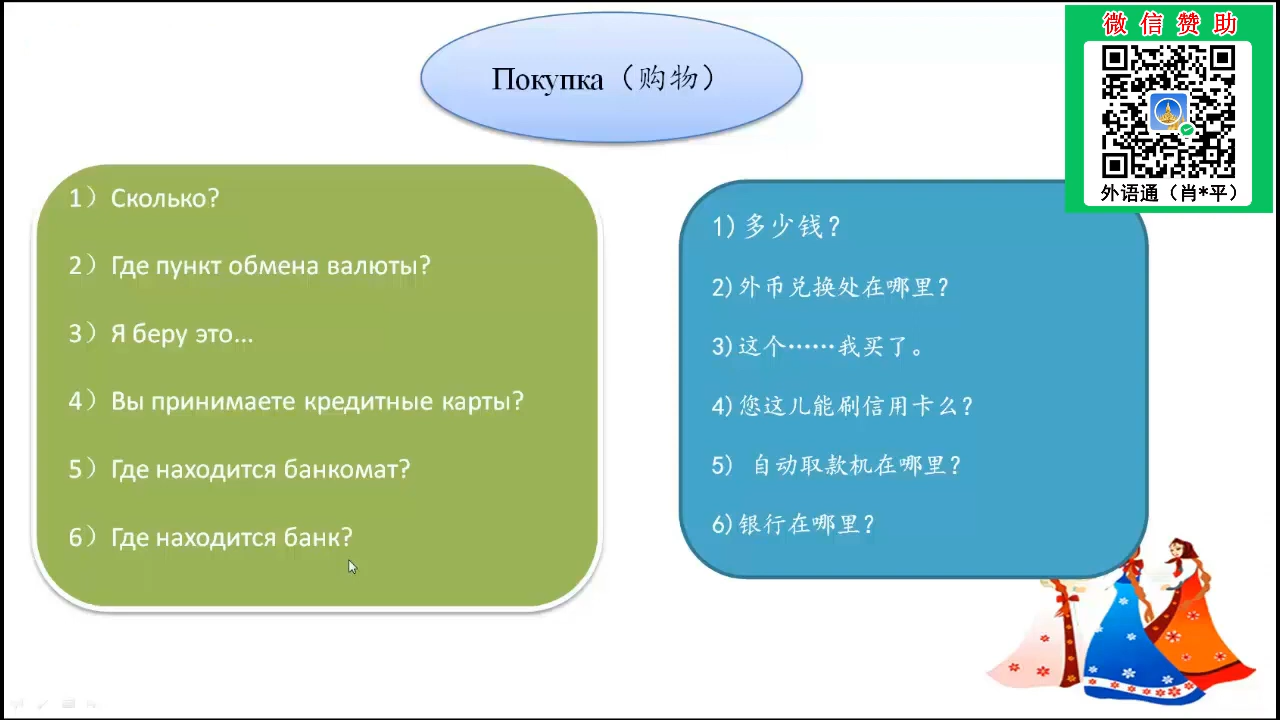 Покупка（购物）
微信赞助
外语通（肖*平）
1）Сколько?
2）Где пункт обмена валюты?
3）Я беру это...
4）Вы принимаете кредитные карты?
5）Где находится банкомат?
6）Где находится банк?
1)多少钱?
2)外币兑换处在哪里?
3)这个……我买了。
4)您这儿能刷信用卡么?
5) 自动取款机在哪里?
6)银行在哪里?